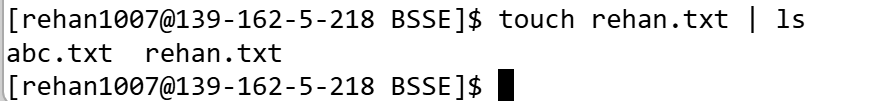 [rehan1007@139-162-5-218 BSSE]$ touch rehan.txt | ls
abc.txt  rehan.txt
[rehan1007@139-162-5-218 BSSE]$